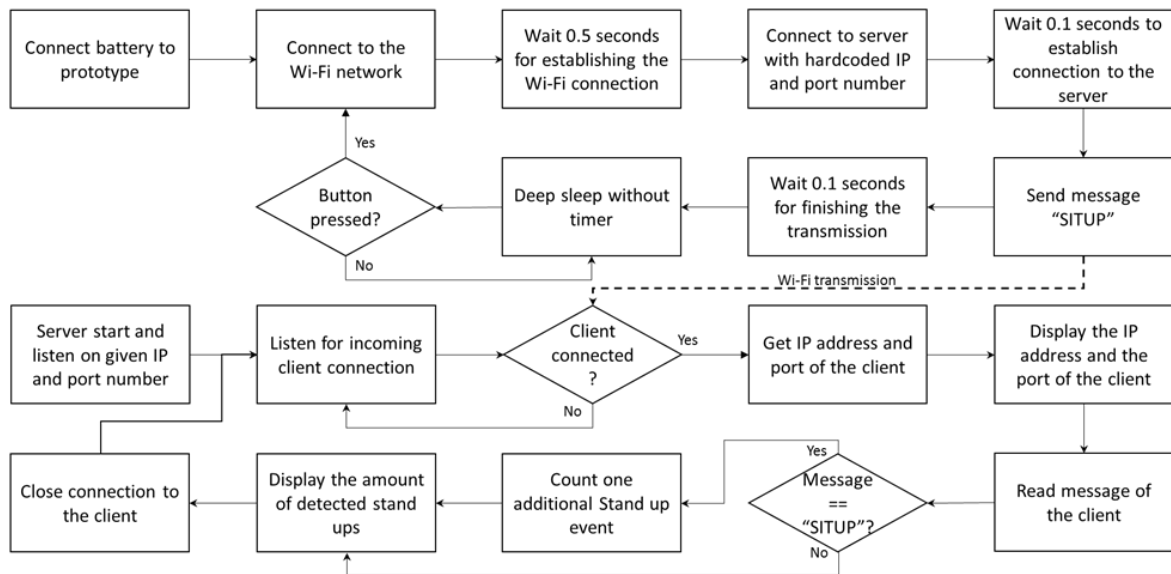 Connect battery to
prototype
Connect to the
Wi-Fi network
Wait 0.5 seconds
for establishing the
Wi-Fi connection
Connect to server
with hardcoded IP
and port number
Wait 0.1 seconds to
establish
connection to the
server
Yes
Button
pressed?
No
Deep sleep without
timer
Wait 0.1 seconds
for finishing the
transmission
Send message
“SITUP”
Wi-Fi transmission
Server start and
listen on given IP
and port number
Listen for incoming
client connection
Client
connected
?
Yes
No
Get IP address and
port of the client
Display the IP
address and the
port of the client
Close connection to
the client
Display the amount
of detected stand
ups
Count one
additional Stand up
event
Yes
Message
==
“SITUP”?
No
Read message of
the client